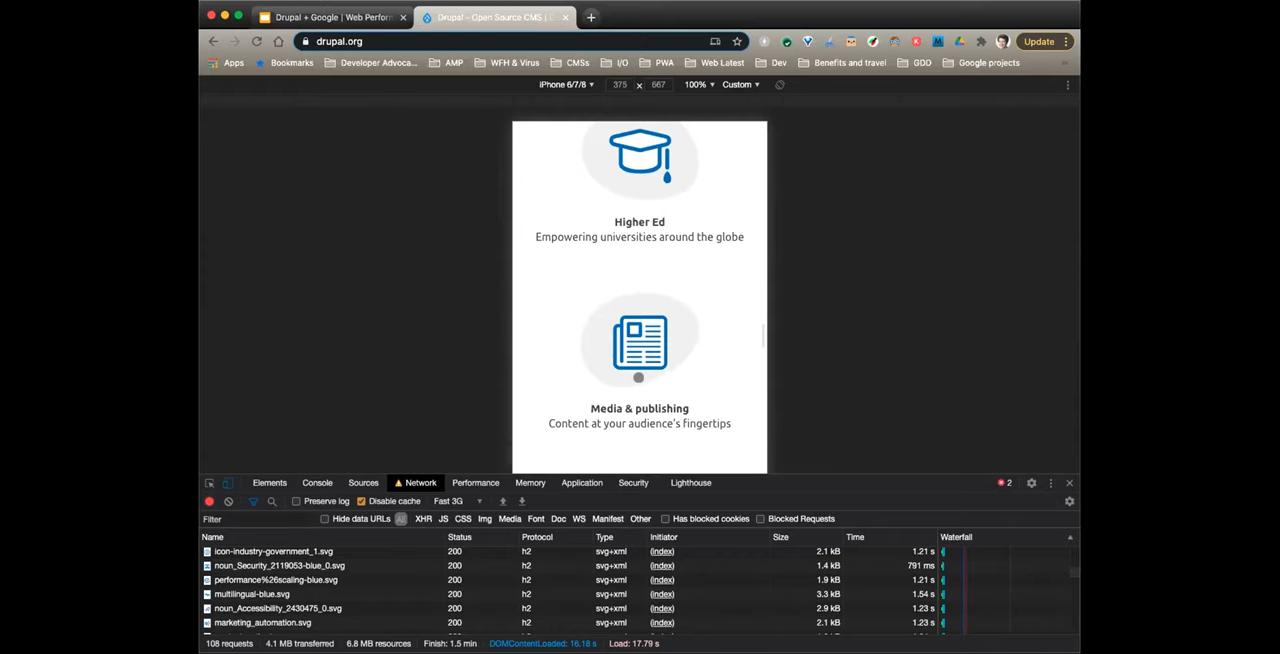 Drupal + Google | Web Perform
Drupal - Open Source CMS |
drupal.org
Update
Apps
Bookmarks
Developer Advoca...
AMP
WFH & Virus
CMSs
I/O
PWA
Web Latest
Dev
Benefits and travel
GDD
Google projects
iPhone 6/7/8
375
667
100%
Custom
Higher Ed
Empowering universities around the globe
Media & publishing
Content at your audience's fingertips
Elements
Console
Sources
Network
Performance
Memory
Application
Security
Lighthouse
2
Preserve log
Disable cache
Fast 3G
Filter
Hide data URLs
All
XHR
JS
CSS
Img
Media
Font
Doc
WS
Manifest
Other
Has blocked cookies
Blocked Requests
Name Status Protocol Type Initiator Size Time Waterfall
icon-industry-government_1.svg 200 h2 svg+xml (index) 2.1 kB 1.21 s
noun_Security_2119053-blue_0.svg 200 h2 svg+xml (index) 1.4 kB 791 ms
performance%26scaling-blue.svg 200 h2 svg+xml (index) 1.9 kB 1.21 s
multilingual-blue.svg 200 h2 svg+xml (index) 3.3 kB 1.54 s
noun_Accessibility_2430475_0.svg 200 h2 svg+xml (index) 2.9 kB 1.23 s
marketing_automation.svg 200 h2 svg+xml (index) 2.1 kB 1.23 s
108 requests 4.1 MB transferred 6.8 MB resources Finish: 1.5 min DOMContentLoaded: 16.18 s Load: 17.79 s